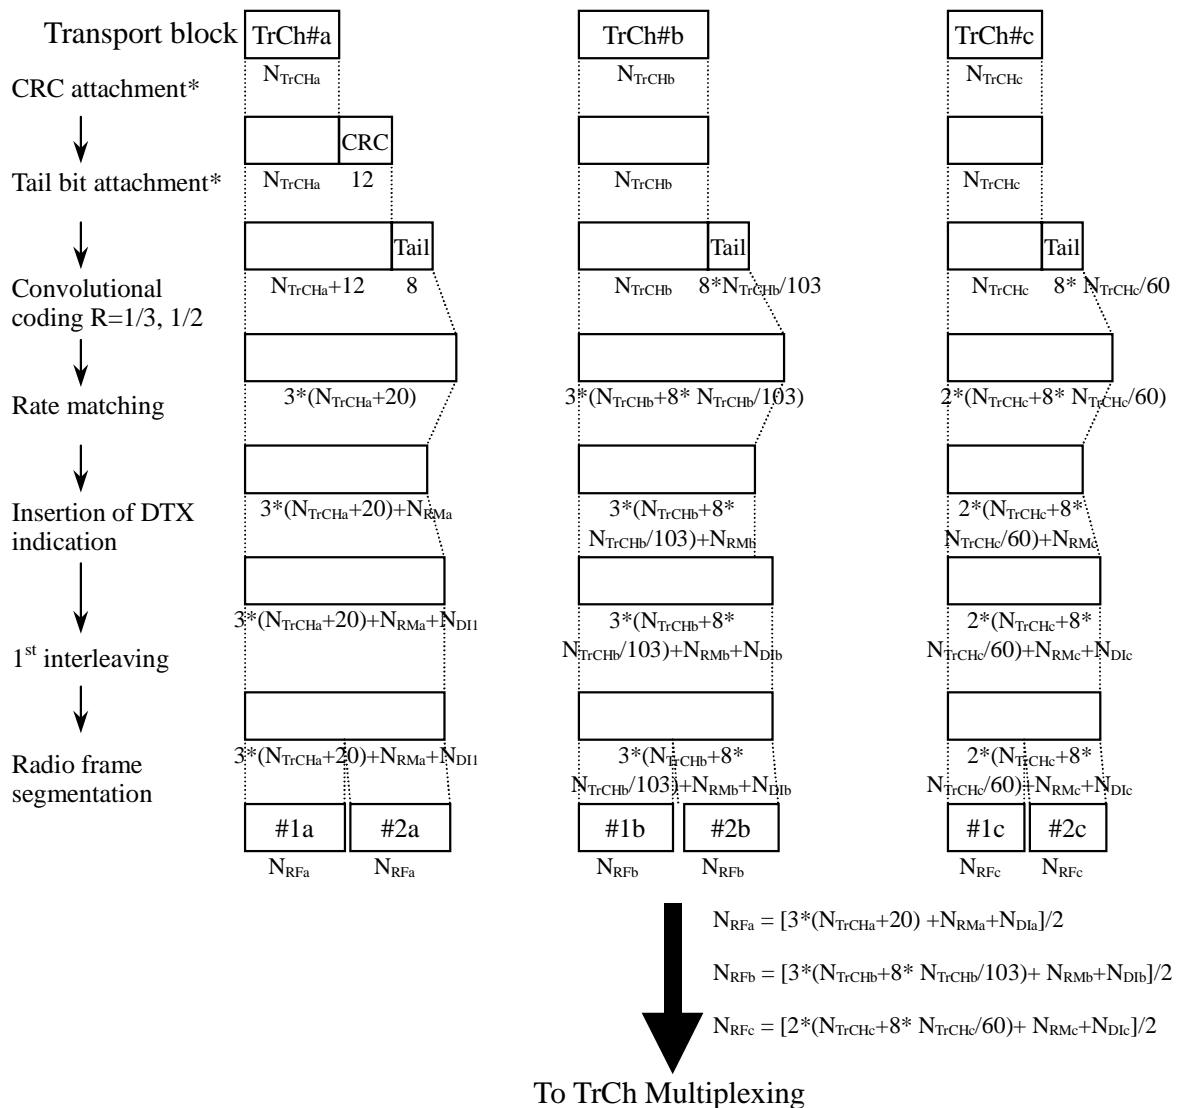 Transport block TrCh#a TrCh#b TrCh#c
N_TrCHa N_TrCHb N_TrCHc
CRC attachment*
CRC
Tail bit attachment* N_TrCHa 12 N_TrCHb N_TrCHc
Tail Tail Tail
N_TrCHa+12 8 N_TrCHb 8*N_TrCHb/103 N_TrCHc 8* N_TrCHc/60
Convolutional
coding R=1/3, 1/2
3*(N_TrCHa+20) 3*(N_TrCHb+8* N_TrCHb/103) 2*(N_TrCHc+8* N_TrCHc/60)
Rate matching
3*(N_TrCHa+20)+N_RMa 3*(N_TrCHb+8* 2*(N_TrCHc+8*
Insertion of DTX
indication N_TrCHb/103)+N_RMb N_TrCHc/60)+N_RMc
3*(N_TrCHa+20)+N_RMa+N_DI1 3*(N_TrCHb+8* 2*(N_TrCHc+8*
1st interleaving N_TrCHb/103)+N_RMb+N_DIb N_TrCHc/60)+N_RMc+N_DIc
3*(N_TrCHa+20)+N_RMa+N_DI1 3*(N_TrCHb+8* 2*(N_TrCHc+8*
Radio frame
segmentation N_TrCHb/103)+N_RMb+N_DIb N_TrCHc/60)+N_RMc+N_DIc
#1a #2a #1b #2b #1c #2c
N_RFa N_RFa N_RFb N_RFb N_RFc N_RFc
N_RFa = [3*(N_TrCHa+20) +N_RMa+N_DIa]/2
N_RFb = [3*(N_TrCHb+8* N_TrCHb/103)+ N_RMb+N_DIb]/2
N_RFc = [2*(N_TrCHc+8* N_TrCHc/60)+ N_RMc+N_DIc]/2
To TrCh Multiplexing